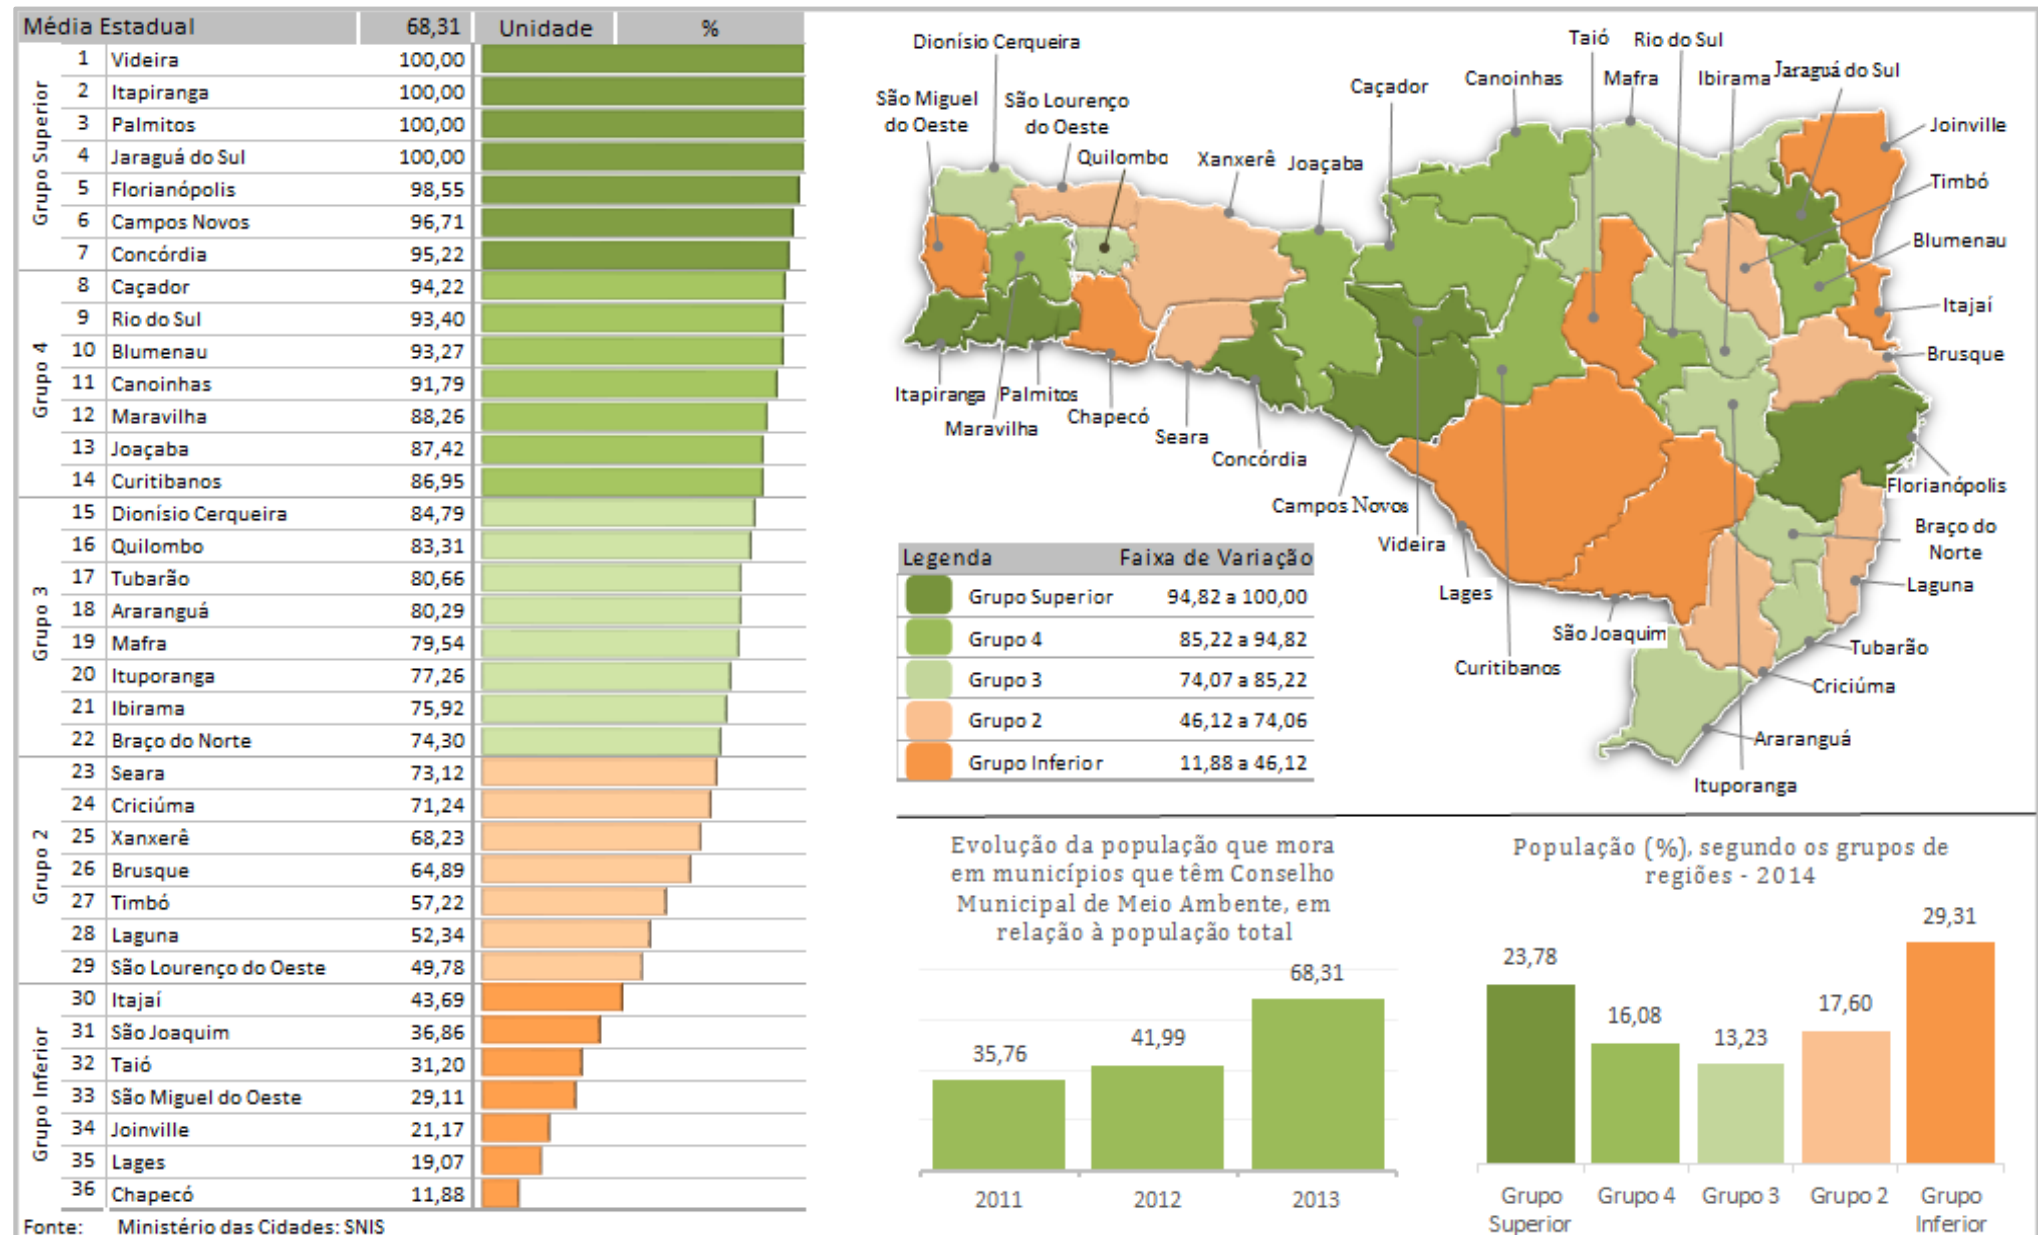 Média Estadual 68,31 Unidade %
Grupo Superior
1 Videira 100,00
2 Itapiranga 100,00
3 Palmitos 100,00
4 Jaraguá do Sul 100,00
5 Florianópolis 98,55
6 Campos Novos 96,71
7 Concórdia 95,22
Grupo 4
8 Caçador 94,22
9 Rio do Sul 93,40
10 Blumenau 93,27
11 Canoinhas 91,79
12 Maravilha 88,26
13 Joaçaba 87,42
14 Curitibanos 86,95
Grupo 3
15 Dionísio Cerqueira 84,79
16 Quilombo 83,31
17 Tubarão 80,66
18 Araranguá 80,29
19 Mafra 79,54
20 Ituporanga 77,26
21 Ibirama 75,92
22 Braço do Norte 74,30
Grupo 2
23 Seara 73,12
24 Criciúma 71,24
25 Xanxerê 68,23
26 Brusque 64,89
27 Timbó 57,22
28 Laguna 52,34
29 São Lourenço do Oeste 49,78
Grupo Inferior
30 Itajaí 43,69
31 São Joaquim 36,86
32 Taió 31,20
33 São Miguel do Oeste 29,11
34 Joinville 21,17
35 Lages 19,07
36 Chapecó 11,88
Fonte: Ministério das Cidades: SNIS
Dionísio Cerqueira
São Miguel
do Oeste
São Lourenço
do Oeste
Quilombo
Xanxerê
Joaçaba
Caçador
Canoinhas
Taió
Mafra
Rio do Sul
Ibirama
Jaraguá do Sul
Joinville
Timbó
Blumenau
Itajaí
Brusque
Florianópolis
Braço do
Norte
Laguna
Tubarão
Criciúma
Araranguá
Ituporanga
Itapiranga
Maravilha
Palmitos
Chapecó
Seara
Concórdia
Campos Novos
Videira
Lages
Curitibanos
São Joaquim
Legenda Faixa de Variação
Grupo Superior 94,82 a 100,00
Grupo 4 85,22 a 94,82
Grupo 3 74,07 a 85,22
Grupo 2 46,12 a 74,06
Grupo Inferior 11,88 a 46,12
Evolução da população que mora
em municípios que têm Conselho
Municipal de Meio Ambente, em
relação à população total
35,76
41,99
68,31
2011 2012 2013
População (%), segundo os grupos de
regiões - 2014
23,78
16,08
13,23
17,60
29,31
Grupo
Superior
Grupo 4
Grupo 3
Grupo 2
Grupo
Inferior